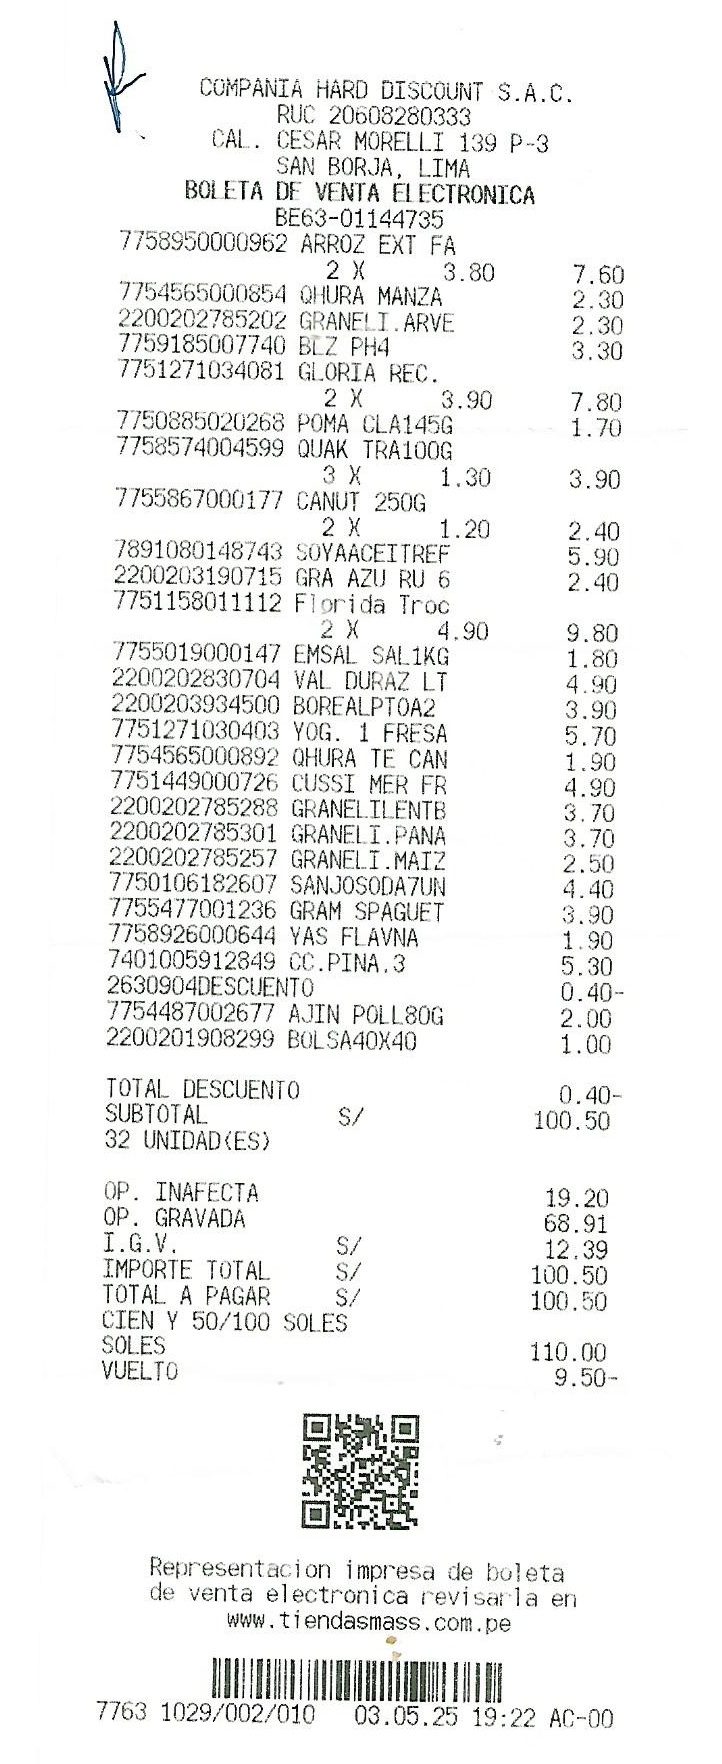 COMPANIA HARD DISCOUNT S.A.C.
RUC 20608280333
CAL. CESAR MORELLI 139 P-3
SAN BORJA, LIMA
BOLETA DE VENTA ELECTRONICA
BE63-01144735
7758950000962 ARROZ EXT FA
2 X 3.80 7.60
7754565000854 QHURA MANZA 2.30
2200202785202 GRANELI.ARVE 2.30
7759185007740 BLZ PH4 3.30
7751271034081 GLORIA REC.
2 X 3.90 7.80
7750885020268 POMA CLA145G 1.70
7758574004599 QUAK TRA100G
3 X 1.30 3.90
7755867000177 CANUT 250G
2 X 1.20 2.40
7891080148743 SOYAACEITREF 5.90
2200203190715 GRA AZU RU 6 2.40
7751158011112 Florida Troc
2 X 4.90 9.80
7755019000147 EMSAL SAL1KG 1.80
2200202830704 VAL DURAZ LT 4.90
2200203934500 BOREALPTOA2 3.90
7751271030403 YOG. 1 FRESA 5.70
7754565000892 QHURA TE CAN 1.90
7751449000726 CUSSI MER FR 4.90
2200202785288 GRANELILENTB 3.70
2200202785301 GRANELI.PANA 3.70
2200202785257 GRANELI.MAIZ 2.50
7750106182607 SANJOSODA7UN 4.40
7755477001236 GRAM SPAGUET 3.90
7758926000644 YAS FLAVNA 1.90
7401005912849 CC.PINA.3 5.30
2630904DESCUENTO 0.40-
7754487002677 AJIN POLL80G 2.00
2200201908299 BOLSA40X40 1.00
TOTAL DESCUENTO 0.40-
SUBTOTAL S/ 100.50
32 UNIDAD(ES)
OP. INAFECTA 19.20
OP. GRAVADA 68.91
I.G.V. S/ 12.39
IMPORTE TOTAL S/ 100.50
TOTAL A PAGAR S/ 100.50
CIEN Y 50/100 SOLES
SOLES 110.00
VUELTO 9.50-
Representacion impresa de boleta
de venta electronica revisarla en
www.tiendasmass.com.pe
7763 1029/002/010 03.05.25 19:22 AC-00